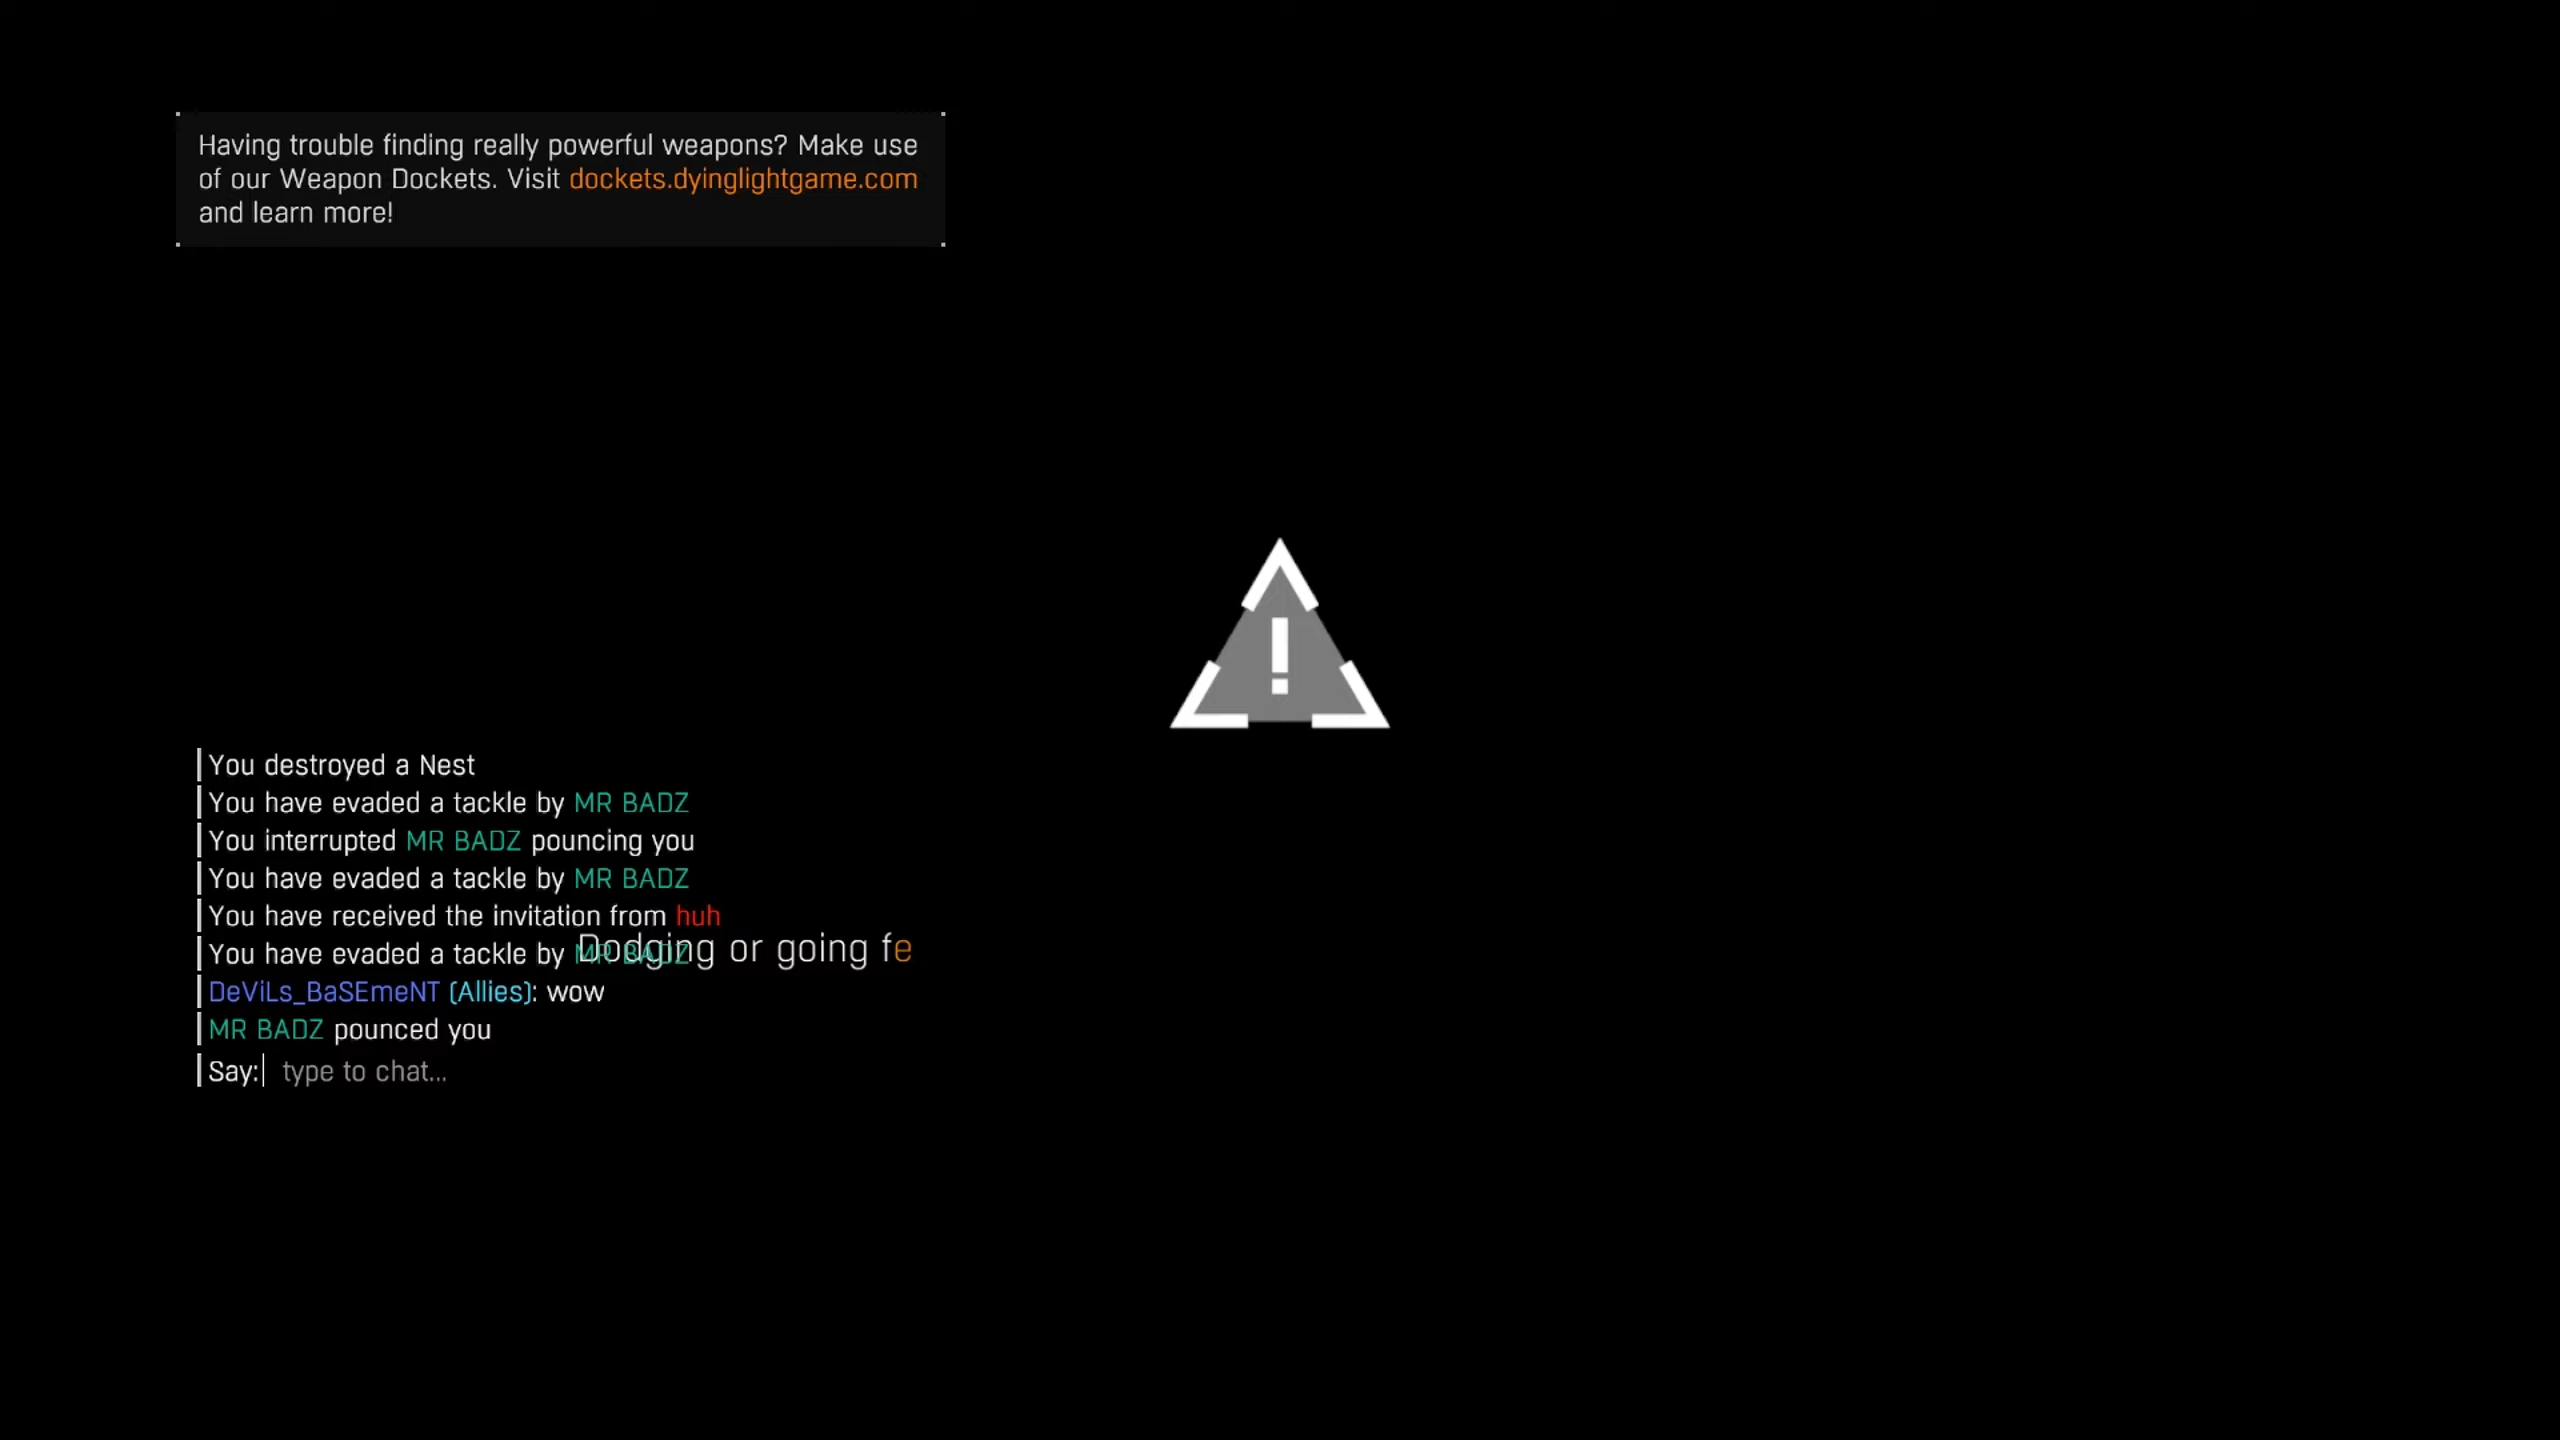 Having trouble finding really powerful weapons? Make use
of our Weapon Dockets. Visit dockets.dyinglightgame.com
and learn more!
!
You destroyed a Nest
You have evaded a tackle by MR BADZ
You interrupted MR BADZ pouncing you
You have evaded a tackle by MR BADZ
You have received the invitation from huh
You have evaded a tackle by MR BADZ
Dodging or going fe
DeViLs_BaSEmeNT (Allies): wow
MR BADZ pounced you
Say: type to chat...